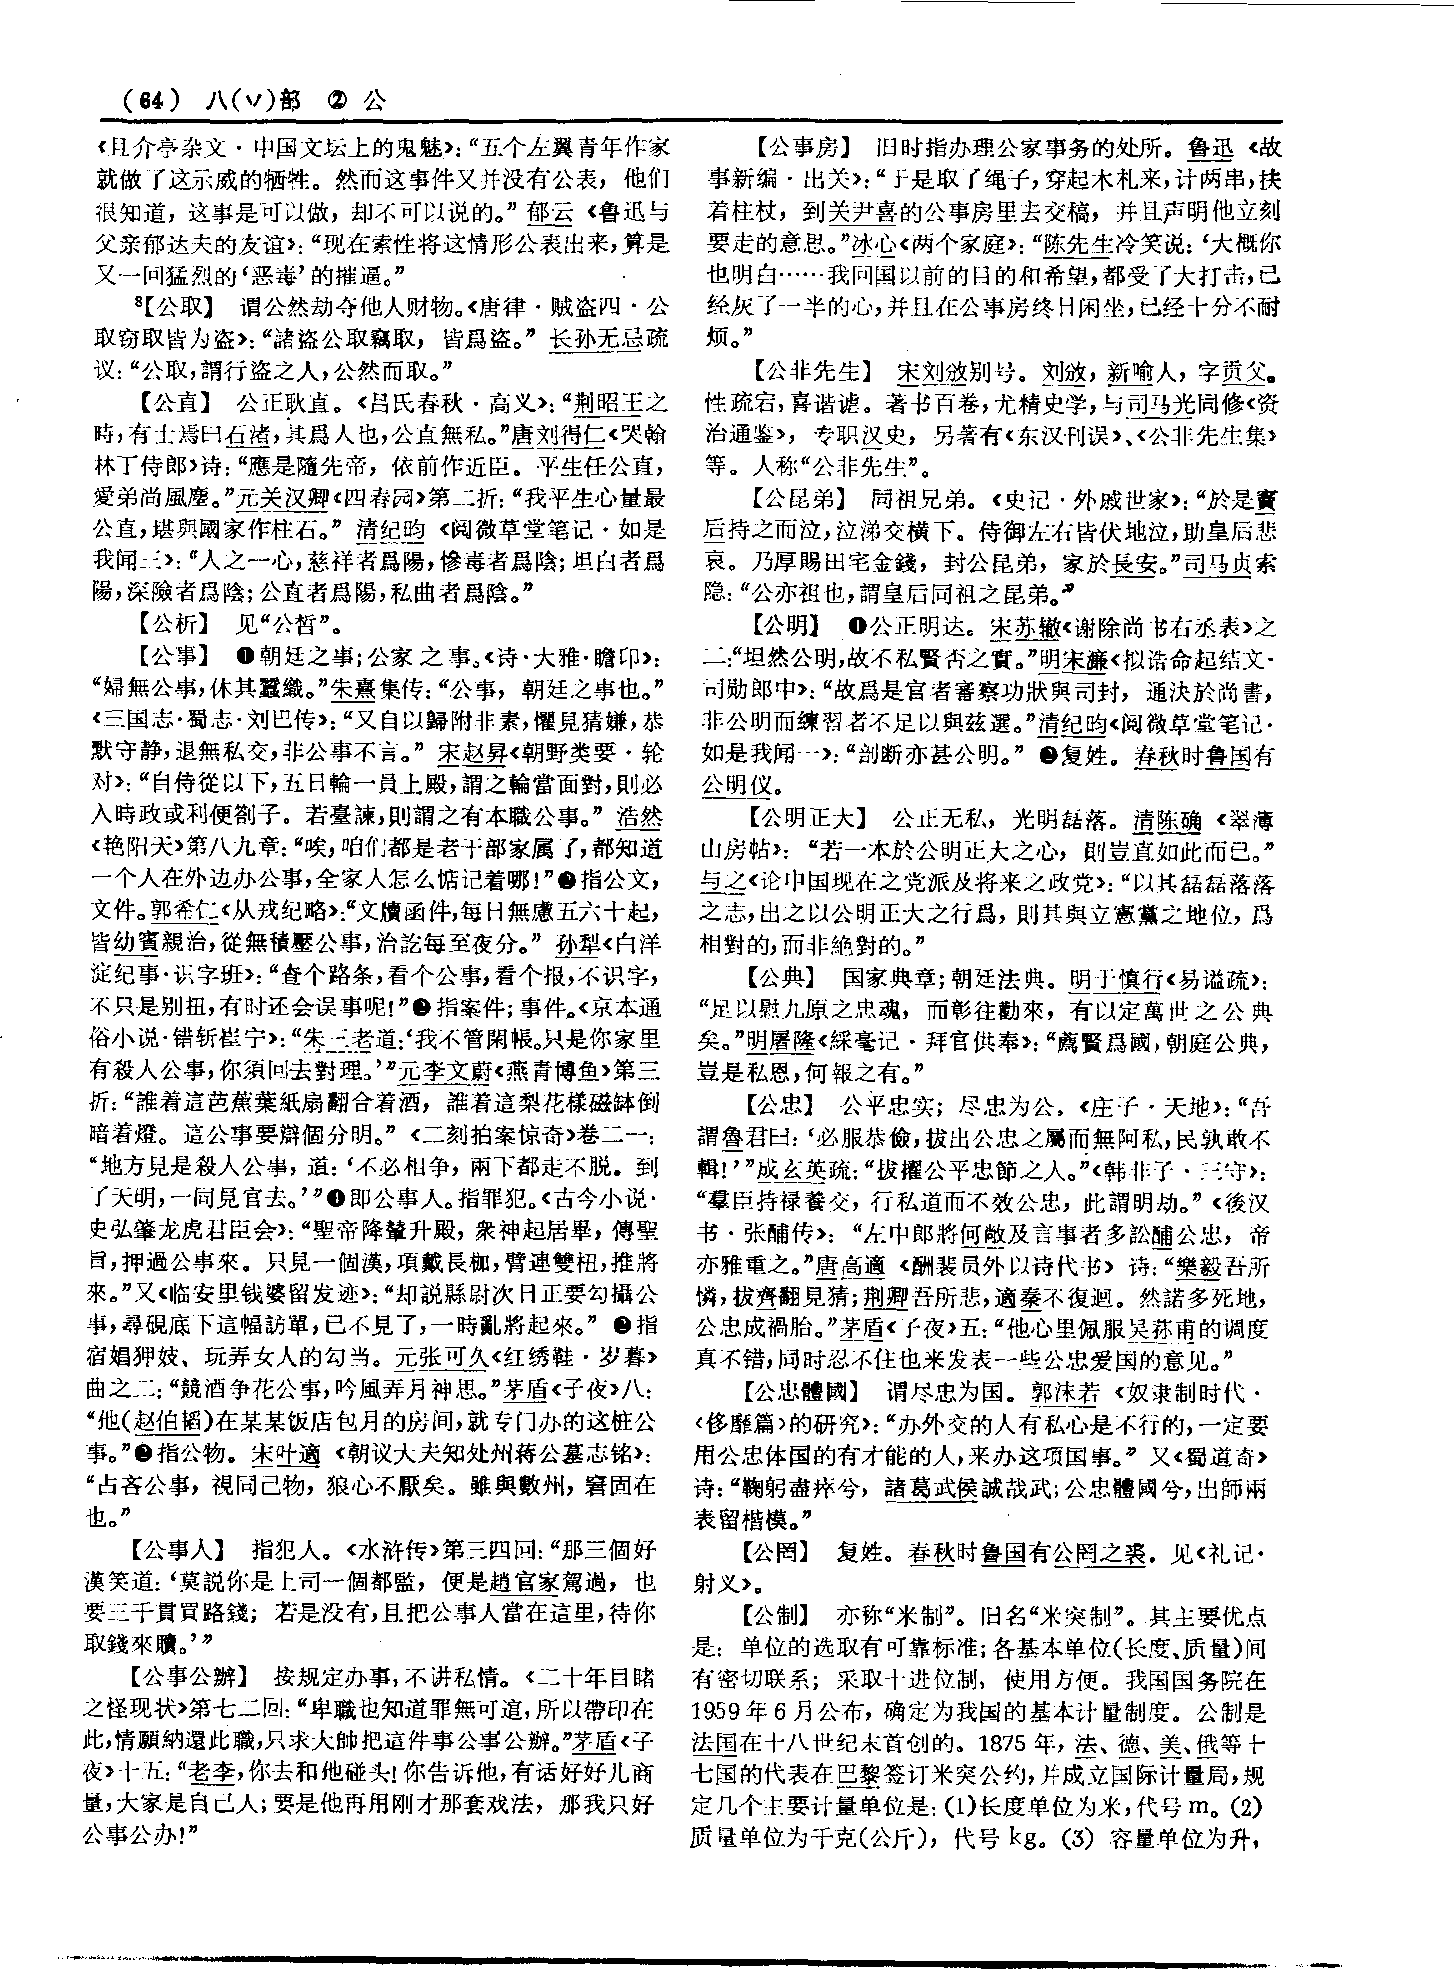 (64) 八(丷)部 ② 公
《且介亭杂文·中国文坛上的鬼魅》：“五个左翼青年作家
就做了这示威的牺牲。然而这事件又并没有公表，他们
很知道，这事是可以做，却不可以说的。”郁云《鲁迅与
父亲郁达夫的友谊》：“现在索性将这情形公表出来，算是
又一回猛烈的‘恶毒’的摧逼。”
8【公取】 谓公然劫夺他人财物。《唐律·贼盗四·公
取窃取皆为盗》：“諸盜公取竊取，皆爲盜。”长孙无忌疏
议：“公取，謂行盜之人，公然而取。”
【公直】 公正耿直。《吕氏春秋·高义》：“荆昭王之
時，有士焉曰石渚，其爲人也，公直無私。”唐刘得仁《哭翰
林丁侍郎》诗：“應是隨先帝，依前作近臣。平生任公直，
愛弟尚風塵。”元关汉卿《四春园》第二折：“我平生心量最
公直，堪與國家作柱石。”清纪昀《阅微草堂笔记·如是
我闻三》：“人之一心，慈祥者爲陽，慘毒者爲陰；坦白者爲
陽，深險者爲陰；公直者爲陽，私曲者爲陰。”
【公析】 见“公皙”。
【公事】 ❶朝廷之事；公家之事。《诗·大雅·瞻卬》：
“婦無公事，休其蠶織。”朱熹集传：“公事，朝廷之事也。”
《三国志·蜀志·刘巴传》：“又自以歸附非素，懼見猜嫌，恭
默守静，退無私交，非公事不言。”宋赵昇《朝野类要·轮
对》：“自侍從以下，五日輪一員上殿，謂之輪當面對，則必
入時政或利便劄子。若臺諫，則謂之有本職公事。”浩然
《艳阳天》第八九章：“唉，咱们都是老干部家属了，都知道
一个人在外边办公事，全家人怎么惦记着哪！”❷指公文，
文件。郭希仁《从戎纪略》：“文牘函件，每日無慮五六十起，
皆幼賓親治，從無積壓公事，治訖每至夜分。”孙犁《白洋
淀纪事·识字班》：“查个路条，看个公事，看个报，不识字，
不只是别扭，有时还会误事呢！”❸指案件；事件。《京本通
俗小说·错斩崔宁》：“朱三老道：‘我不管閑帳。只是你家里
有殺人公事，你須回去對理。’”元李文蔚《燕青博鱼》第三
折：“誰着這芭蕉葉紙扇翻合着酒，誰着這梨花樣磁缽倒
暗着燈。這公事要辯個分明。”《二刻拍案惊奇》卷二一：
“地方見是殺人公事，道：‘不必相争，兩下都走不脱。到
了天明，一同見官去。’”❹即公事人。指罪犯。《古今小说·
史弘肇龙虎君臣会》：“聖帝降輦升殿，衆神起居畢，傳聖
旨，押過公事來。只見一個漢，項戴長枷，臂連雙杻，推將
來。”又《临安里钱婆留发迹》：“却説縣尉次日正要勾攝公
事，尋硯底下這幅訪單，已不見了，一時亂將起來。”❺指
宿娼狎妓、玩弄女人的勾当。元张可久《红绣鞋·岁暮》
曲之二：“競酒争花公事，吟風弄月神思。”茅盾《子夜》八：
“他（赵伯韬）在某某饭店包月的房间，就专门办的这桩公
事。”❻指公物。宋叶適《朝议大夫知处州蒋公墓志铭》：
“占吝公事，視同己物，狼心不厭矣。雖與數州，窘固在
也。”
【公事人】 指犯人。《水浒传》第三四回：“那三個好
漢笑道：‘莫説你是上司一個都監，便是趙官家駕過，也
要三千貫買路錢；若是没有，且把公事人當在這里，待你
取錢來贖。’”
【公事公辦】 按规定办事，不讲私情。《二十年目睹
之怪现状》第七二回：“卑職也知道罪無可逭，所以帶印在
此，情願納還此職，只求大帥把這件事公事公辦。”茅盾《子
夜》十五：“老李，你去和他碰头！你告诉他，有话好好儿商
量，大家是自己人；要是他再用刚才那套戏法，那我只好
公事公办！”
【公事房】 旧时指办理公家事务的处所。鲁迅《故
事新编·出关》：“于是取了绳子，穿起木札来，计两串，扶
着柱杖，到关尹喜的公事房里去交稿，并且声明他立刻
要走的意思。”冰心《两个家庭》：“陈先生冷笑说：‘大概你
也明白……我回国以前的目的和希望，都受了大打击，已
经灰了一半的心，并且在公事房终日闲坐，已经十分不耐
烦。”
【公非先生】 宋刘攽别号。刘攽，新喻人，字贡父。
性疏宕，喜谐谑。著书百卷，尤精史学，与司马光同修《资
治通鉴》，专职汉史，另著有《东汉刊误》、《公非先生集》
等。人称“公非先生”。
【公昆弟】 同祖兄弟。《史记·外戚世家》：“於是竇
后持之而泣，泣涕交横下。侍御左右皆伏地泣，助皇后悲
哀。乃厚賜田宅金錢，封公昆弟，家於長安。”司马贞索
隐：“公亦祖也，謂皇后同祖之昆弟。”
【公明】 ❶公正明达。宋苏辙《谢除尚书右丞表》之
二：“坦然公明，故不私賢否之實。”明宋濂《拟诰命起结文·
司勋郎中》：“故爲是官者審察功狀與司封，通決於尚書，
非公明而練習者不足以與兹選。”清纪昀《阅微草堂笔记·
如是我闻一》：“剖断亦甚公明。”❷复姓。春秋时鲁国有
公明仪。
【公明正大】 公正无私，光明磊落。清陈确《翠薄
山房帖》：“若一本於公明正大之心，則豈直如此而已。”
与之《论中国现在之党派及将来之政党》：“以其磊磊落落
之志，出之以公明正大之行爲，則其與立憲黨之地位，爲
相對的，而非絶對的。”
【公典】 国家典章；朝廷法典。明于慎行《易谥疏》：
“足以慰九原之忠魂，而彰往勸來，有以定萬世之公典
矣。”明屠隆《綵毫记·拜官供奉》：“薦賢爲國，朝庭公典，
豈是私恩，何報之有。”
【公忠】 公平忠实；尽忠为公。《庄子·天地》：“吾
謂魯君曰：‘必服恭儉，拔出公忠之屬而無阿私，民孰敢不
輯！’”成玄英疏：“拔擢公平忠節之人。”《韩非子·三守》：
“羣臣持禄養交，行私道而不效公忠，此謂明劫。”《後汉
书·张酺传》：“左中郎將何敞及言事者多訟酺公忠，帝
亦雅重之。”唐高適《酬裴员外以诗代书》诗：“樂毅吾所
憐，拔齊翻見猜；荆卿吾所悲，適秦不復迴。然諾多死地，
公忠成禍胎。”茅盾《子夜》五：“他心里佩服吴荪甫的调度
真不错，同时忍不住也来发表一些公忠爱国的意见。”
【公忠體國】 谓尽忠为国。郭沫若《奴隶制时代·
〈侈靡篇〉的研究》：“办外交的人有私心是不行的，一定要
用公忠体国的有才能的人，来办这项国事。”又《蜀道奇》
诗：“鞠躬盡瘁兮，諸葛武侯誠哉武；公忠體國兮，出師兩
表留楷模。”
【公罔】 复姓。春秋时鲁国有公罔之裘。见《礼记·
射义》。
【公制】 亦称“米制”。旧名“米突制”。其主要优点
是：单位的选取有可靠标准；各基本单位（长度、质量）间
有密切联系；采取十进位制，使用方便。我国国务院在
1959年6月公布，确定为我国的基本计量制度。公制是
法国在十八世纪末首创的。1875年，法、德、美、俄等十
七国的代表在巴黎签订米突公约，并成立国际计量局，规
定几个主要计量单位是：(1)长度单位为米，代号m。(2)
质量单位为千克（公斤），代号kg。(3) 容量单位为升，